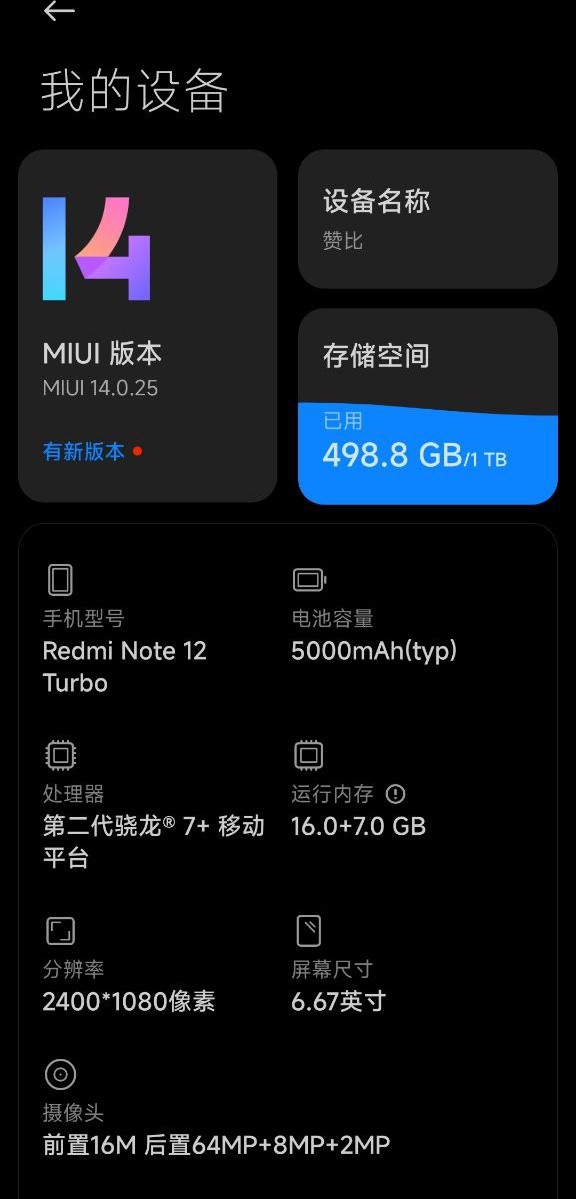 我的设备
14
MIUI 版本
MIUI 14.0.25
有新版本
设备名称
赞比
存储空间
已用
498.8 GB/1 TB
手机型号
Redmi Note 12
Turbo
电池容量
5000mAh(typ)
处理器
第二代骁龙® 7+ 移动
平台
运行内存
16.0+7.0 GB
分辨率
2400*1080像素
屏幕尺寸
6.67英寸
摄像头
前置16M 后置64MP+8MP+2MP